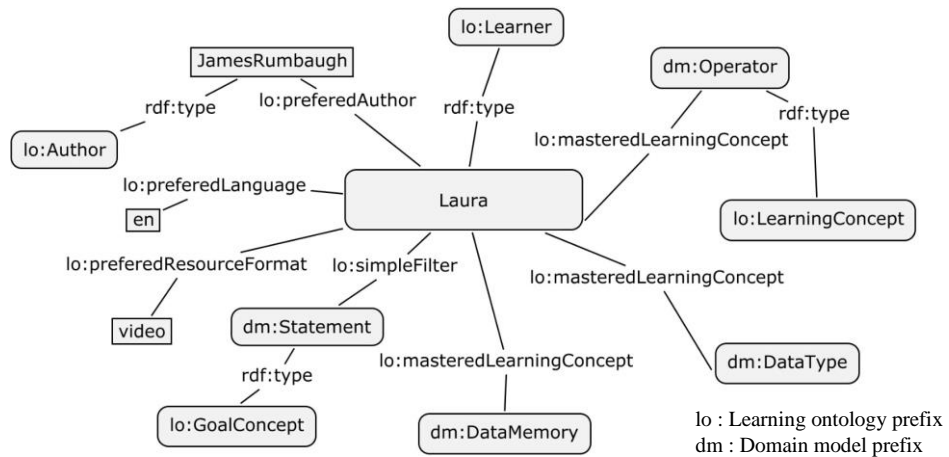 lo:Learner
JamesRumbaugh
dm:Operator
lo:preferedAuthor
rdf:type
rdf:type
rdf:type
lo:masteredLearningConcept
lo:Author
lo:preferedLanguage
Laura
en
lo:LearningConcept
lo:preferedResourceFormat
lo:simpleFilter
lo:masteredLearningConcept
video
dm:Statement
lo:masteredLearningConcept
dm:DataType
rdf:type
lo:GoalConcept
dm:DataMemory
lo : Learning ontology prefix
dm : Domain model prefix